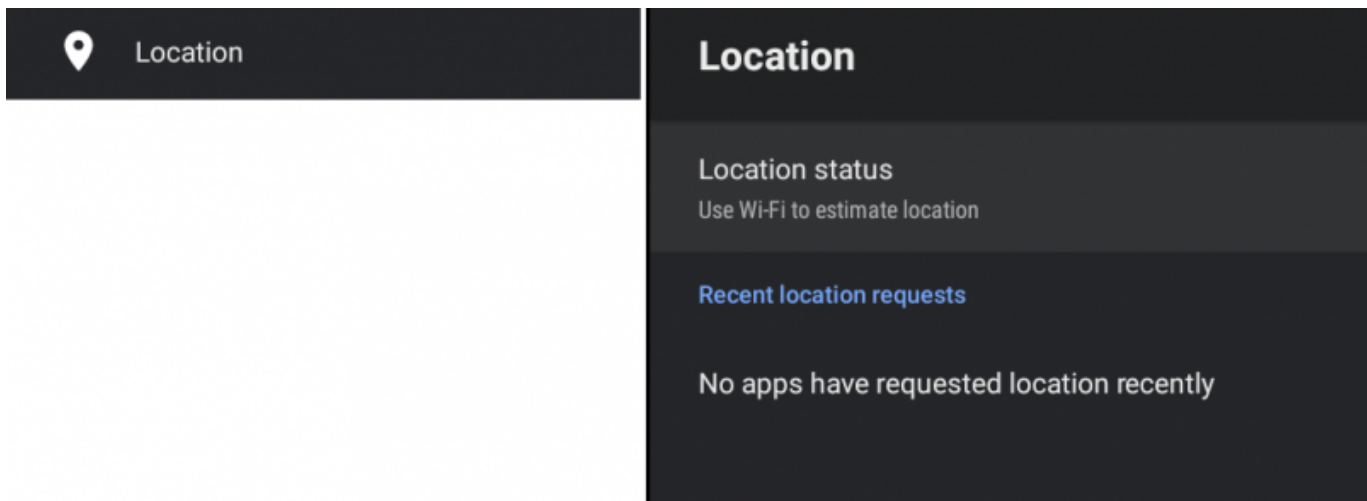 Location
Location
Location status
Use Wi-Fi to estimate location
Recent location requests
No apps have requested location recently